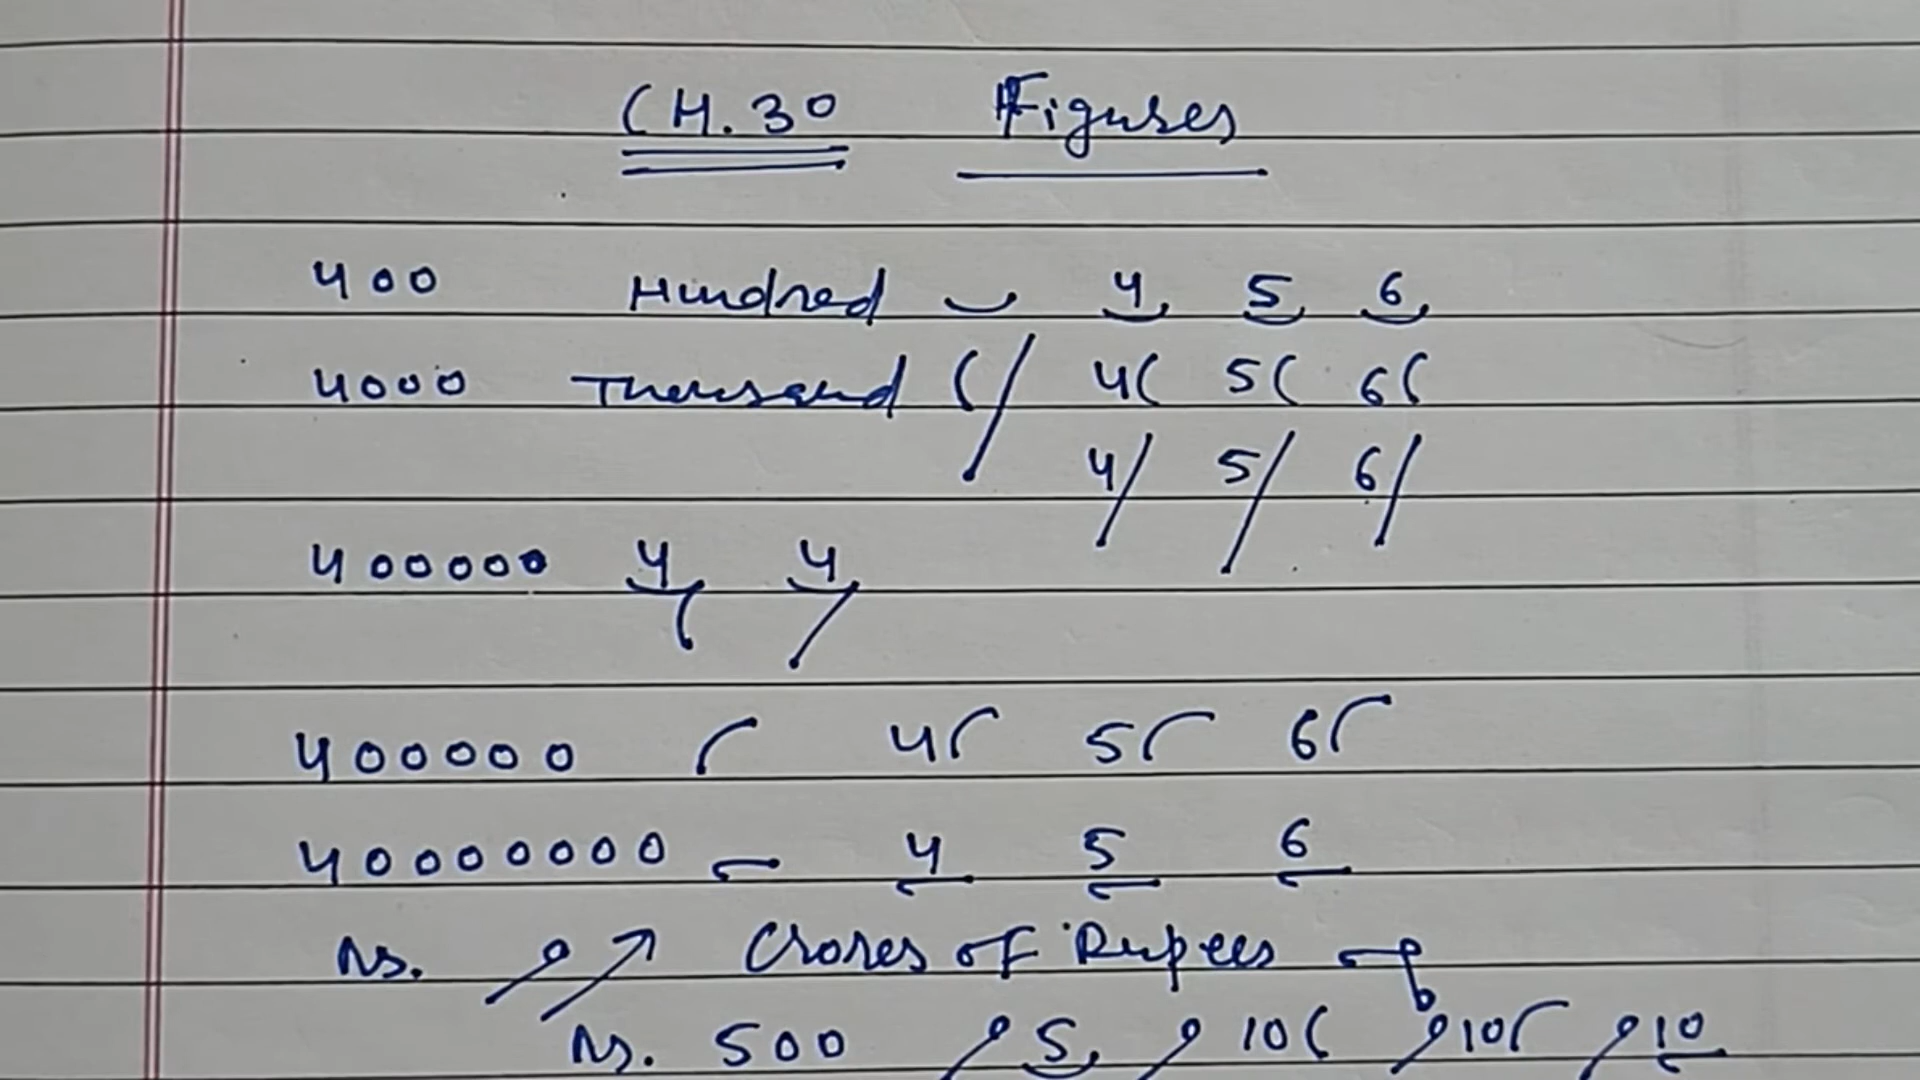 CH.30 Figures
400 Hundred 4 5 6
4000 Thousand 4 5 6
4 5 6
400000 4 4
400000 4 5 6
40000000 4 5 6
Rs. Crores of Rupees
Rs. 500 5 10 10 10